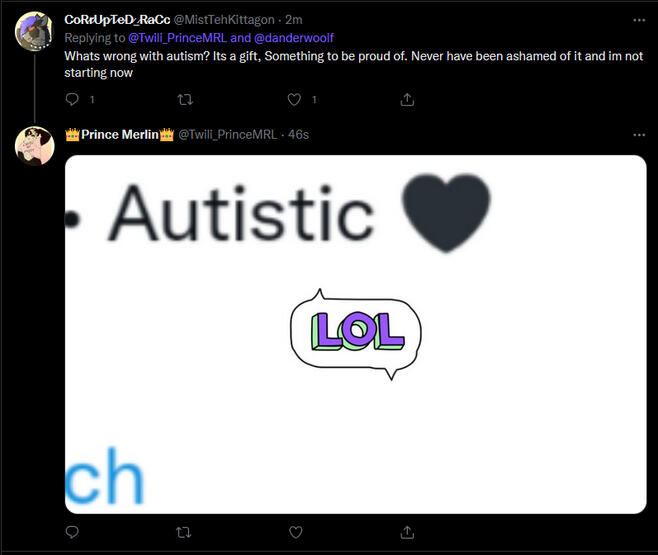 CoRrUpTeD_RaCc @MistTehKittagon · 2m
Replying to @Twili_PrinceMRL and @danderwoolf
Whats wrong with autism? Its a gift, Something to be proud of. Never have been ashamed of it and im not
starting now
1 1
👑Prince Merlin👑 @Twili_PrinceMRL · 46s
• Autistic 🖤
LOL
ch